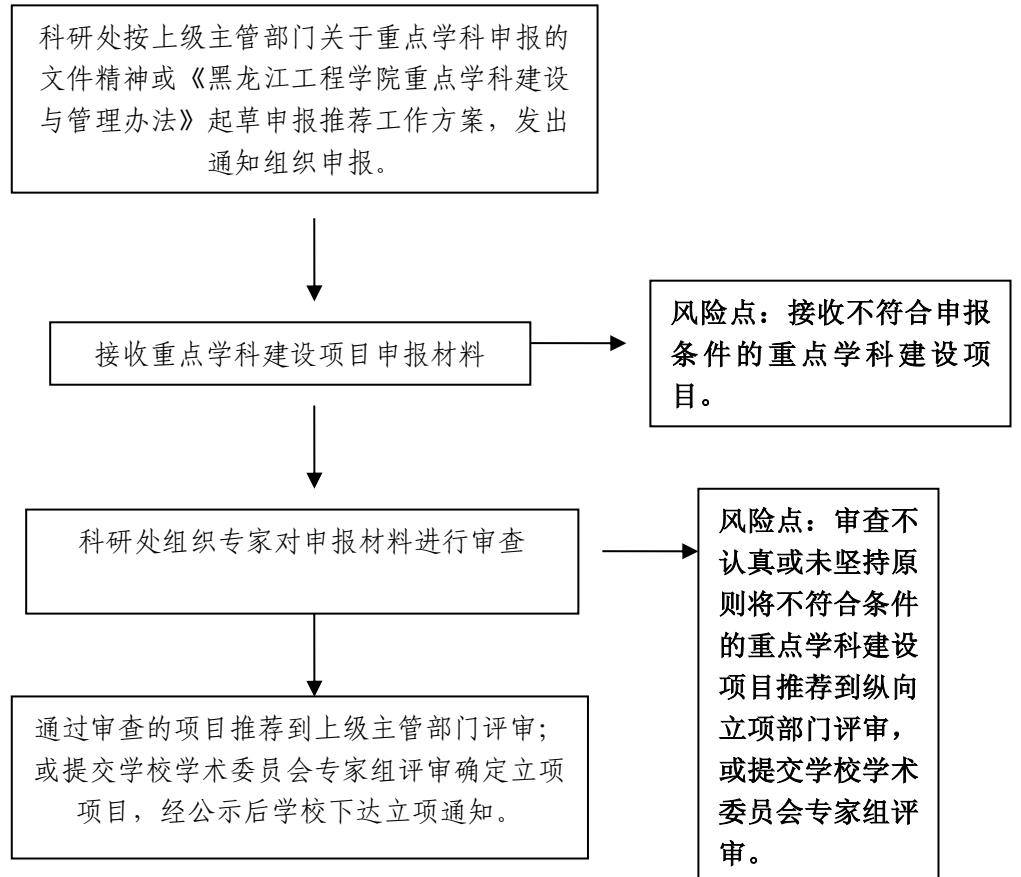 科研处按上级主管部门关于重点学科申报的
文件精神或《黑龙江工程学院重点学科建设
与管理办法》起草申报推荐工作方案，发出
通知组织申报。
接收重点学科建设项目申报材料
风险点：接收不符合申报
条件的重点学科建设项
目。
科研处组织专家对申报材料进行审查
风险点：审查不
认真或未坚持原
则将不符合条件
的重点学科建设
项目推荐到纵向
立项部门评审，
或提交学校学术
委员会专家组评
审。
通过审查的项目推荐到上级主管部门评审；
或提交学校学术委员会专家组评审确定立项
项目，经公示后学校下达立项通知。